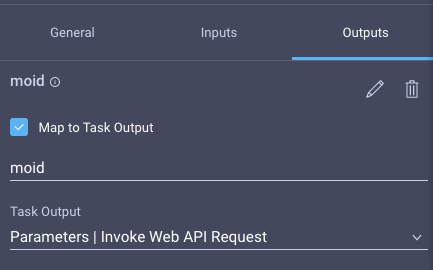 General Inputs Outputs
moid
Map to Task Output
moid
Task Output
Parameters | Invoke Web API Request